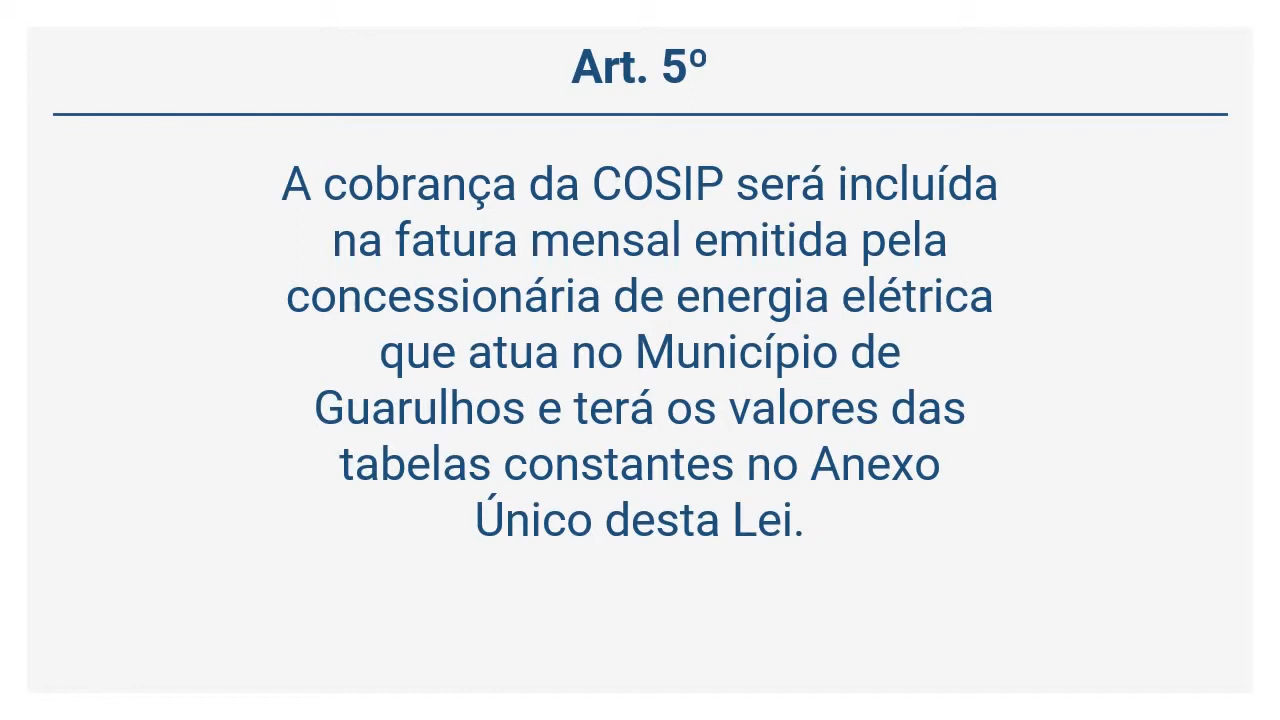 Art. 5º
A cobrança da COSIP será incluída
na fatura mensal emitida pela
concessionária de energia elétrica
que atua no Município de
Guarulhos e terá os valores das
tabelas constantes no Anexo
Único desta Lei.